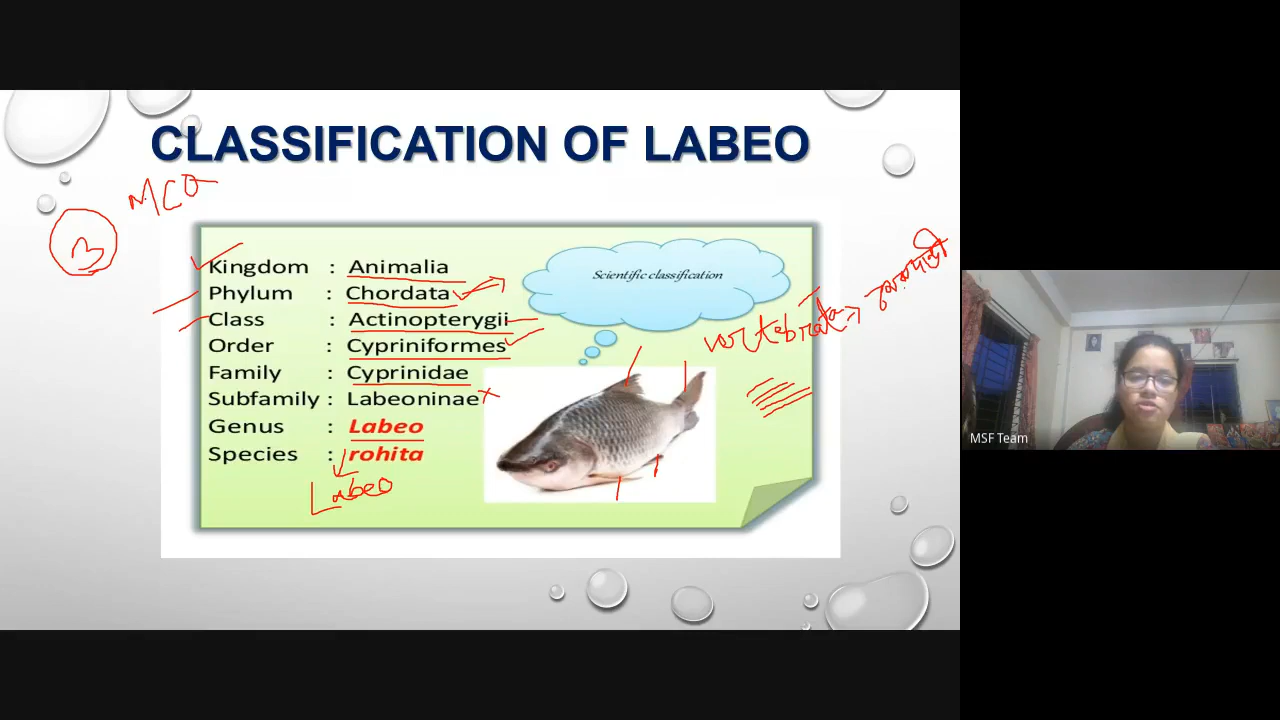 CLASSIFICATION OF LABEO
MCQ
Kingdom : Animalia
Phylum : Chordata
Class : Actinopterygii
Order : Cypriniformes
Family : Cyprinidae
Subfamily : Labeoninae
Genus : Labeo
Species : rohita
Labeo
Scientific classification
vertebrata
MSF Team